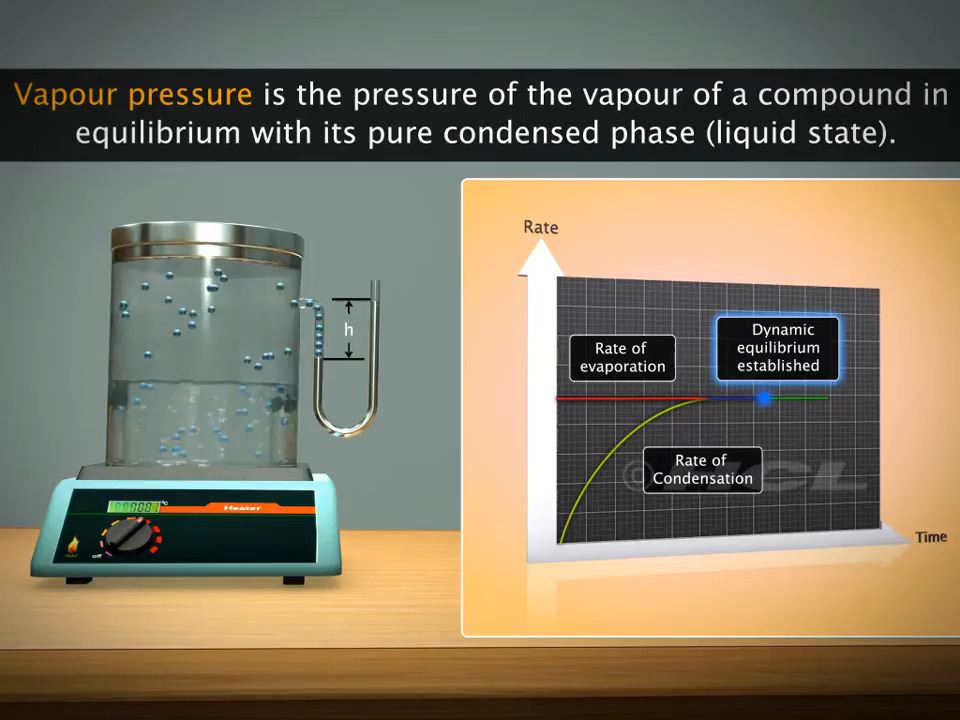 Vapour pressure is the pressure of the vapour of a compound in
equilibrium with its pure condensed phase (liquid state).
Rate
h
Rate of
evaporation
Dynamic
equilibrium
established
Rate of
Condensation
Time
Heater
off